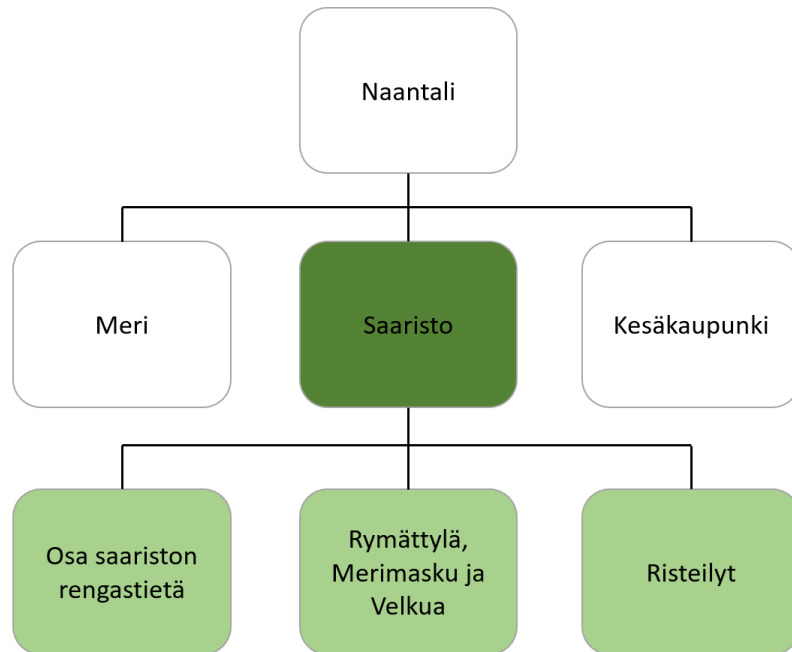 Naantali
Meri
Saaristo
Kesäkaupunki
Osa saariston
rengastietä
Rymättylä,
Merimasku ja
Velkua
Risteilyt